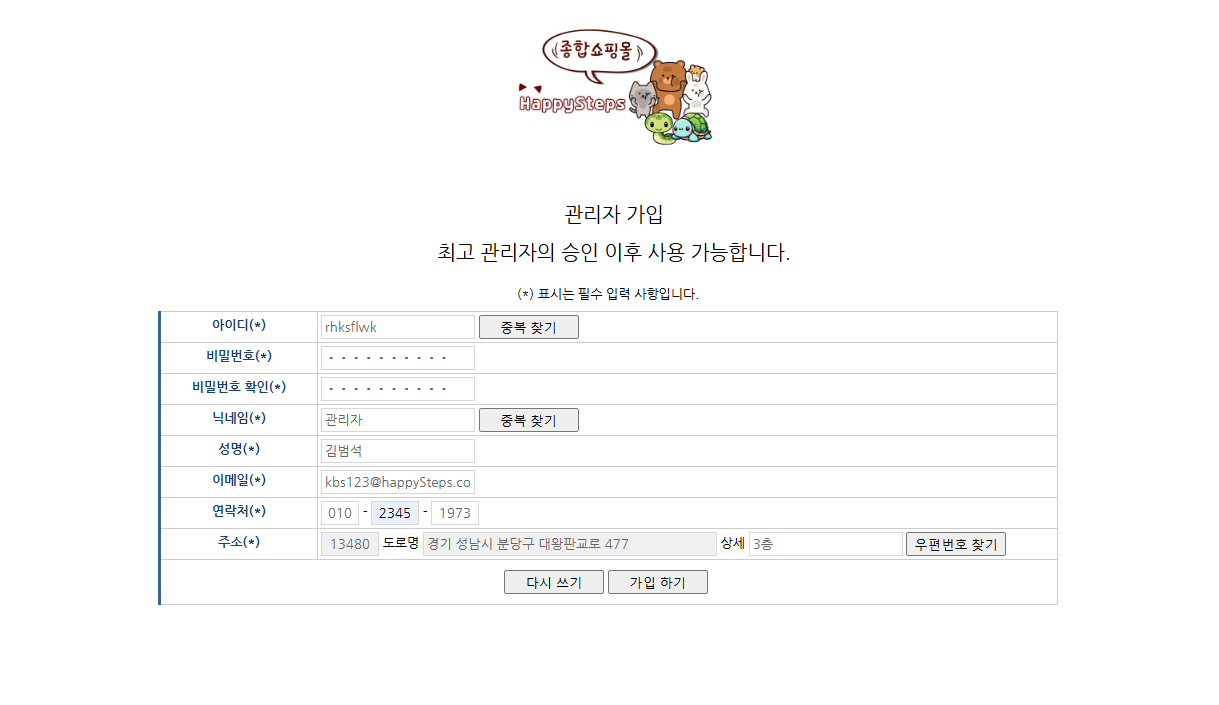 종합쇼핑몰
HappySteps
관리자 가입
최고 관리자의 승인 이후 사용 가능합니다.
(*) 표시는 필수 입력 사항입니다.
아이디(*) rhksflwk 중복 찾기
비밀번호(*) - - - - - - - - - -
비밀번호 확인(*) - - - - - - - - - -
닉네임(*) 관리자 중복 찾기
성명(*) 김범석
이메일(*) kbs123@happySteps.co
연락처(*) 010 - 2345 - 1973
주소(*) 13480 도로명 경기 성남시 분당구 대왕판교로 477 상세 3층 우편번호 찾기
다시 쓰기 가입 하기